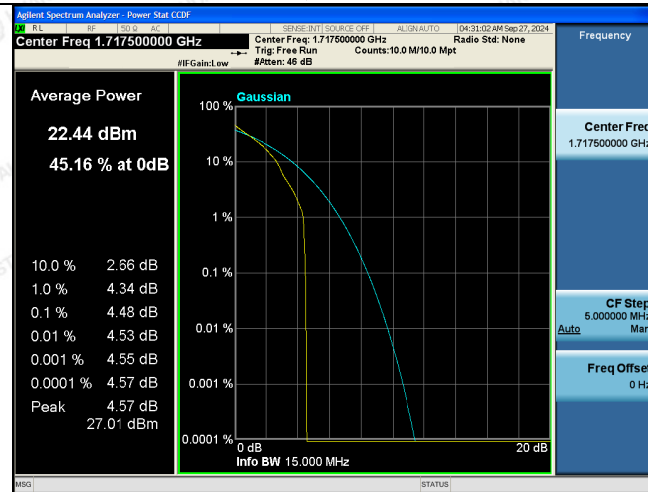 Agilent Spectrum Analyzer - Power Stat CCDF
RL RF 50 Ω AC SENSE:INT SOURCE OFF ALIGN AUTO 04:31:02 AM Sep 27, 2024
Center Freq 1.717500000 GHz
Center Freq: 1.717500000 GHz Radio Std: None
Trig: Free Run Counts:10.0 M/10.0 Mpt
#IFGain:Low #Atten: 46 dB
Frequency
Average Power
22.44 dBm
45.16 % at 0dB
10.0 % 2.66 dB
1.0 % 4.34 dB
0.1 % 4.48 dB
0.01 % 4.53 dB
0.001 % 4.55 dB
0.0001 % 4.57 dB
Peak 4.57 dB
27.01 dBm
Gaussian
100 %
10 %
1 %
0.1 %
0.01 %
0.001 %
0.0001 %
0 dB 20 dB
Info BW 15.000 MHz
Center Freq
1.717500000 GHz
CF Step
5.000000 MHz
Auto Man
Freq Offset
0 Hz
MSG STATUS